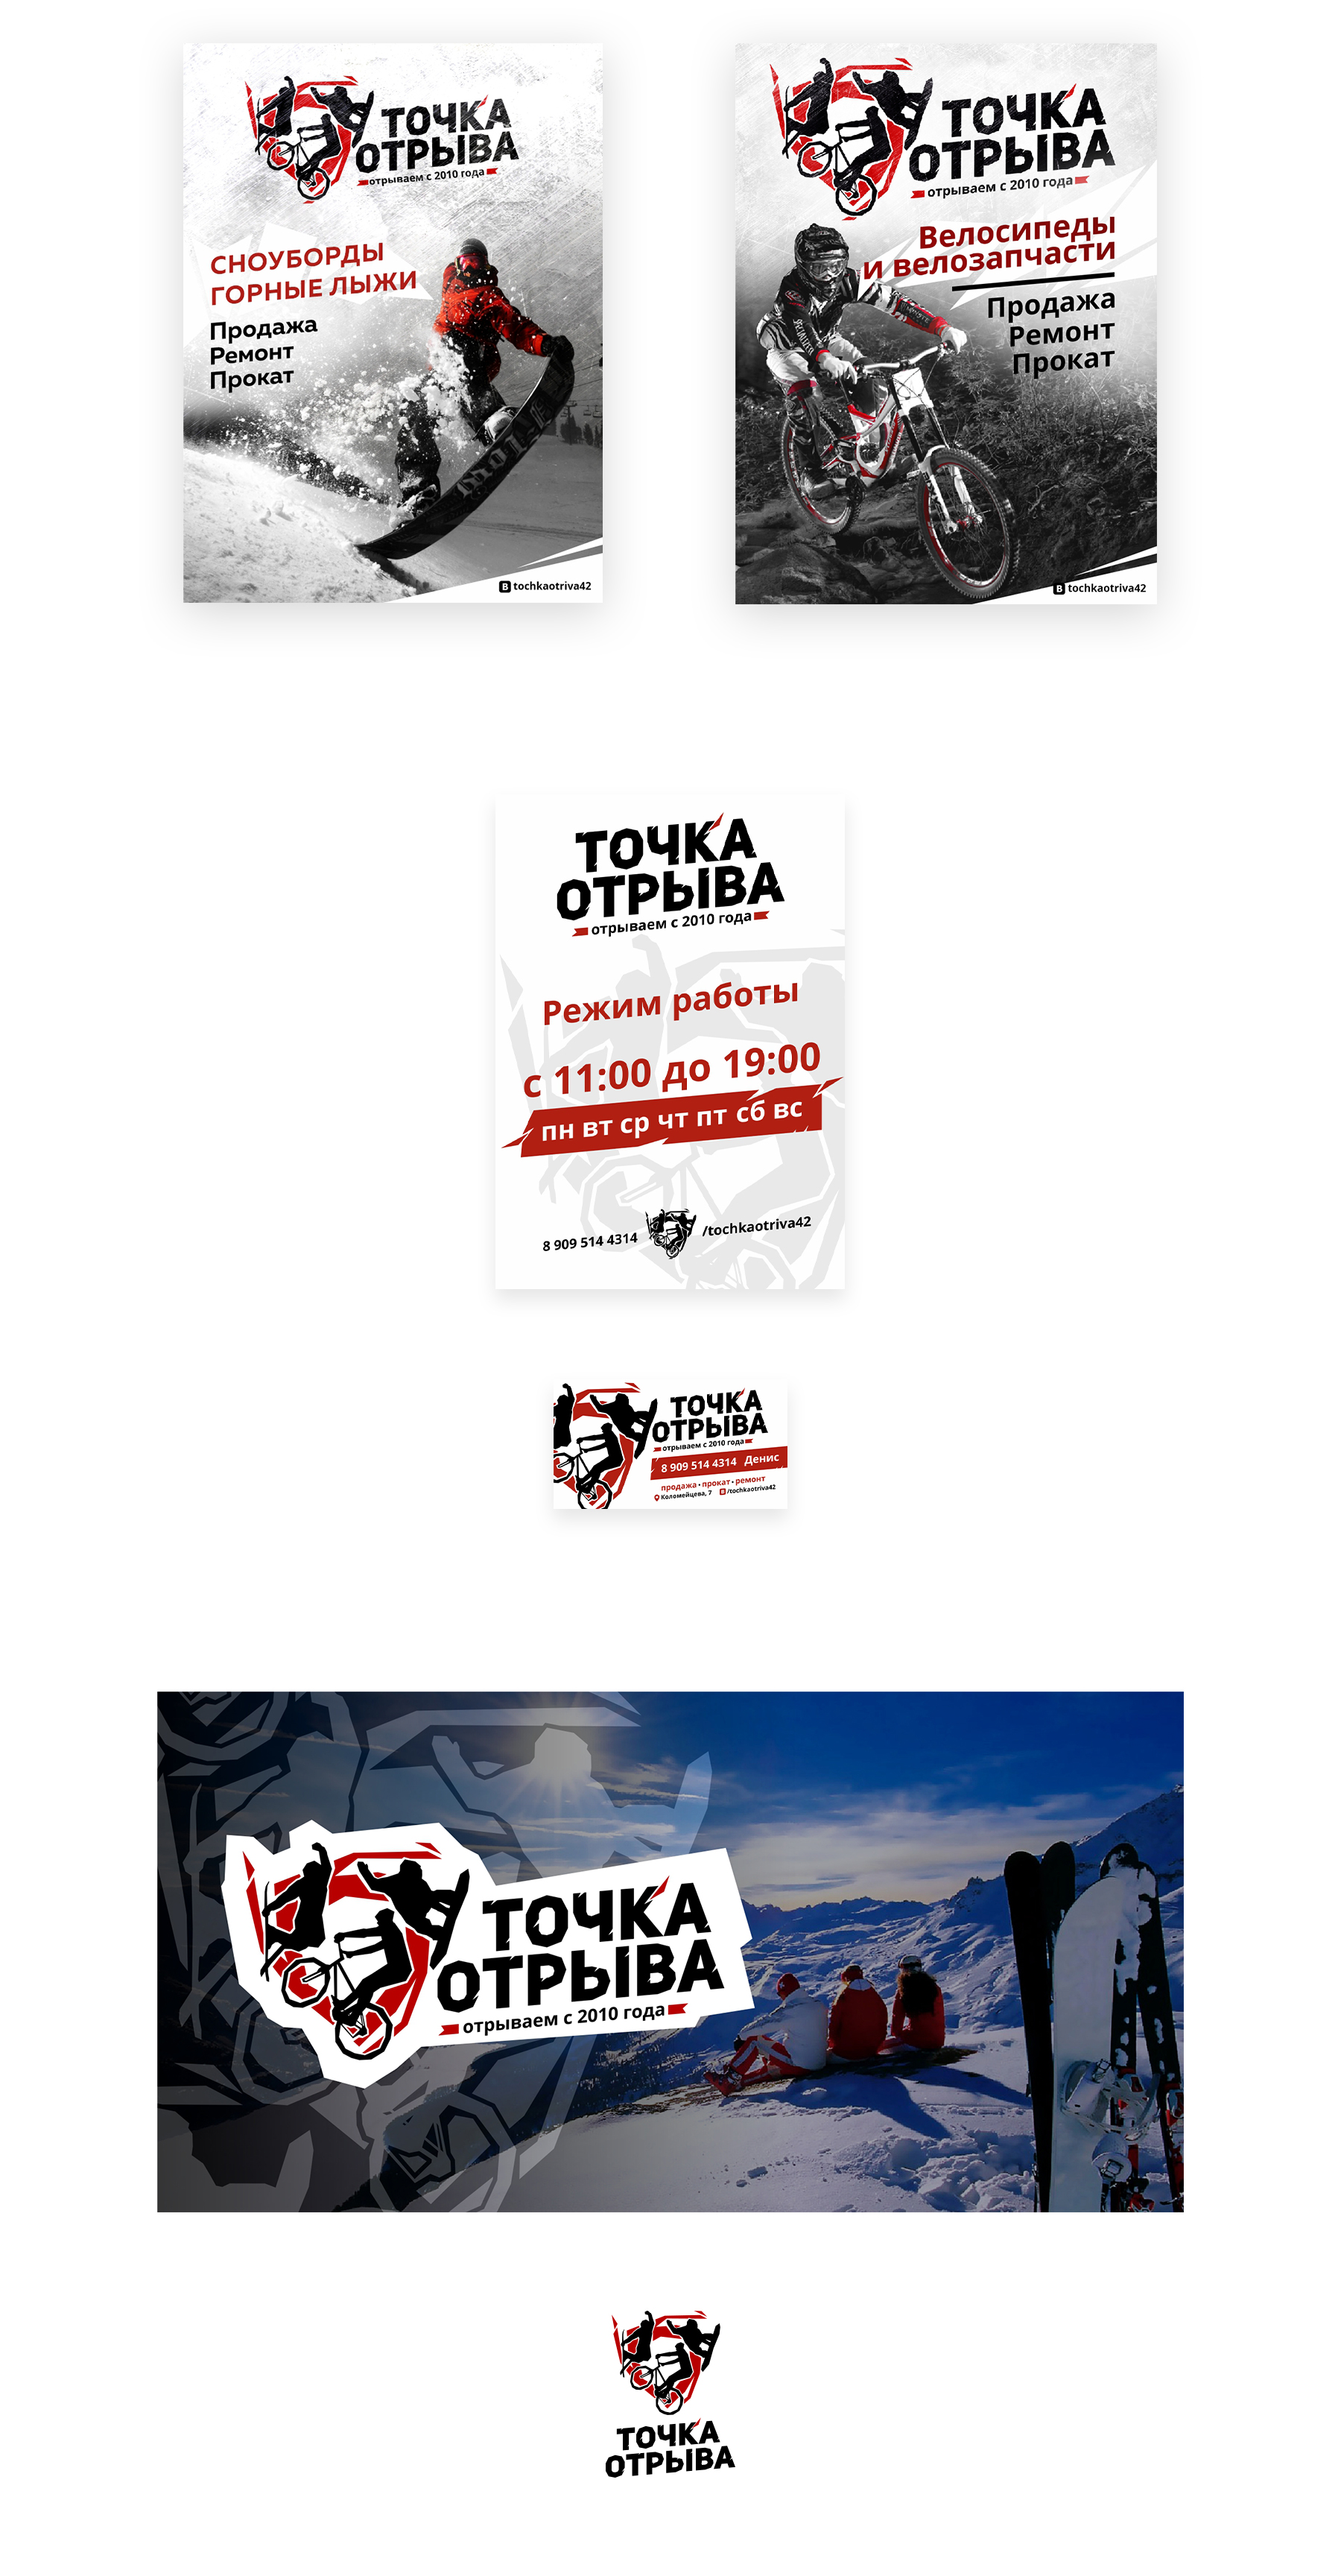 ТОЧКА
ОТРЫВА
отрываем с 2010 года
СНОУБОРДЫ
ГОРНЫЕ ЛЫЖИ
Продажа
Ремонт
Прокат
tochkaotriva42
ТОЧКА
ОТРЫВА
отрываем с 2010 года
Велосипеды
и велозапчасти
Продажа
Ремонт
Прокат
tochkaotriva42
ТОЧКА
ОТРЫВА
отрываем с 2010 года
Режим работы
с 11:00 до 19:00
пн вт ср чт пт сб вс
8 909 514 4314 /tochkaotriva42
ТОЧКА
ОТРЫВА
отрываем с 2010 года
8 909 514 4314 Денис
продажа • прокат • ремонт
Коломейцева, 7 /tochkaotriva42
ТОЧКА
ОТРЫВА
отрываем с 2010 года
ТОЧКА
ОТРЫВА